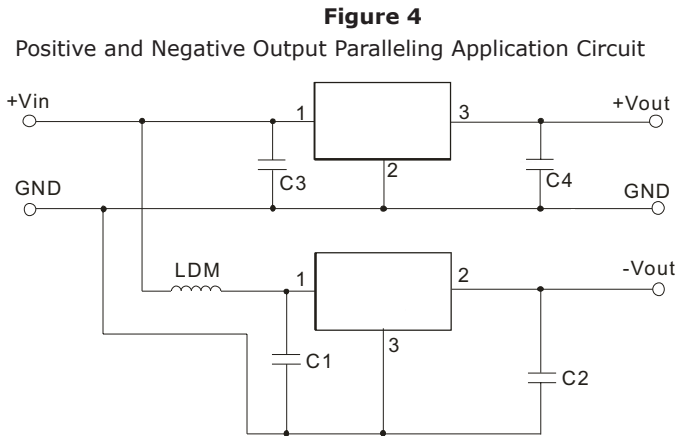 Figure 4
Positive and Negative Output Paralleling Application Circuit
+Vin
1
3
+Vout
C3
2
C4
GND
GND
LDM
1
2
-Vout
C1
3
C2